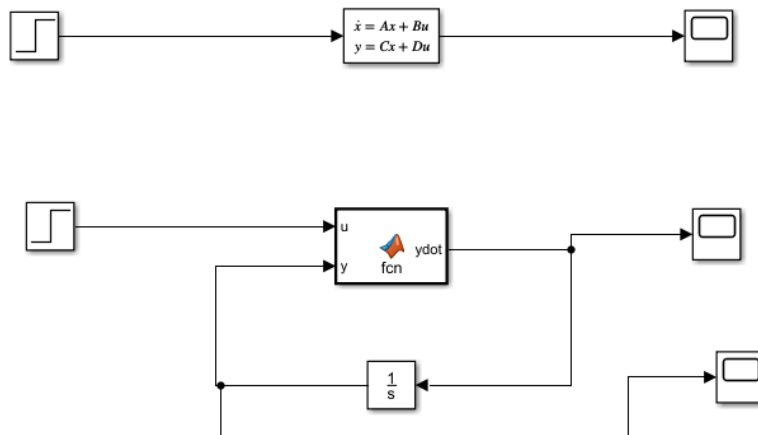 ẋ = Ax + Bu
y = Cx + Du
u
ydot
y
fcn
1
s